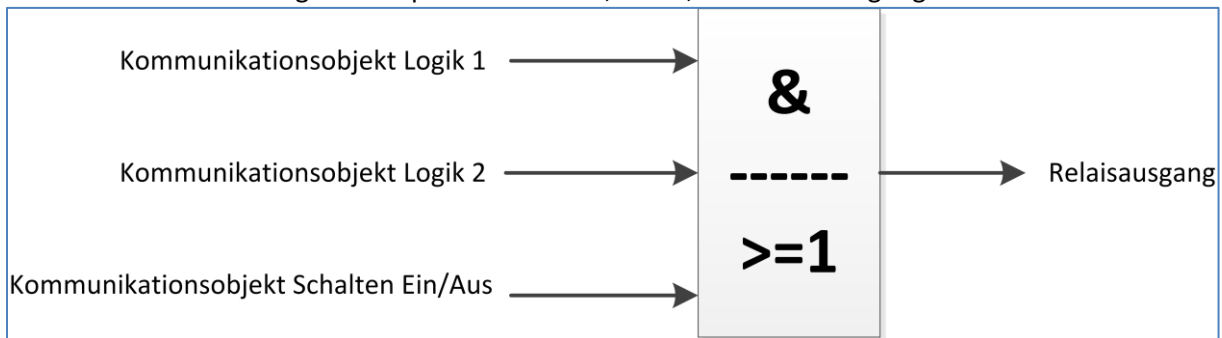 Kommunikationsobjekt Logik 1
&
Kommunikationsobjekt Logik 2
------
Relaisausgang
>=1
Kommunikationsobjekt Schalten Ein/Aus